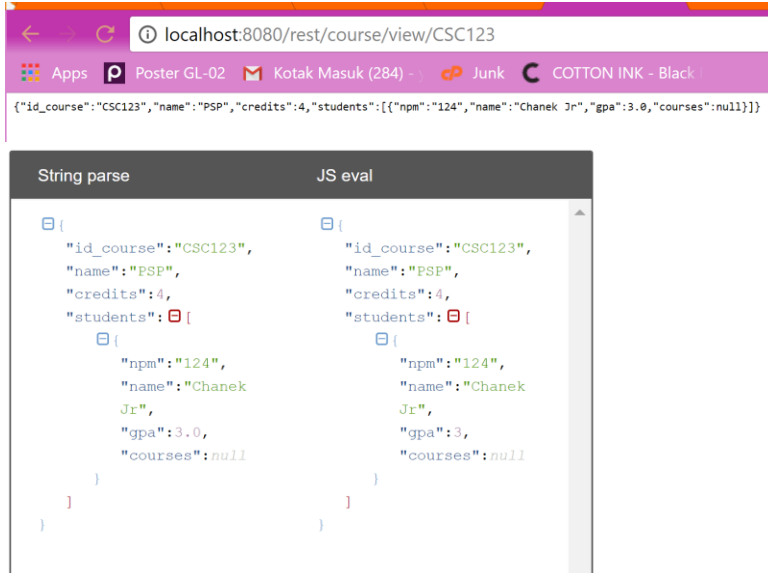 localhost:8080/rest/course/view/CSC123
Apps Poster GL-02 Kotak Masuk (284) - Junk COTTON INK - Black
{"id_course":"CSC123","name":"PSP","credits":4,"students":[{"npm":"124","name":"Chanek Jr","gpa":3.0,"courses":null}]}
String parse JS eval
{
"id_course":"CSC123",
"name":"PSP",
"credits":4,
"students":[
{
"npm":"124",
"name":"Chanek
Jr",
"gpa":3.0,
"courses":null
}
]
}
{
"id_course":"CSC123",
"name":"PSP",
"credits":4,
"students":[
{
"npm":"124",
"name":"Chanek
Jr",
"gpa":3,
"courses":null
}
]
}